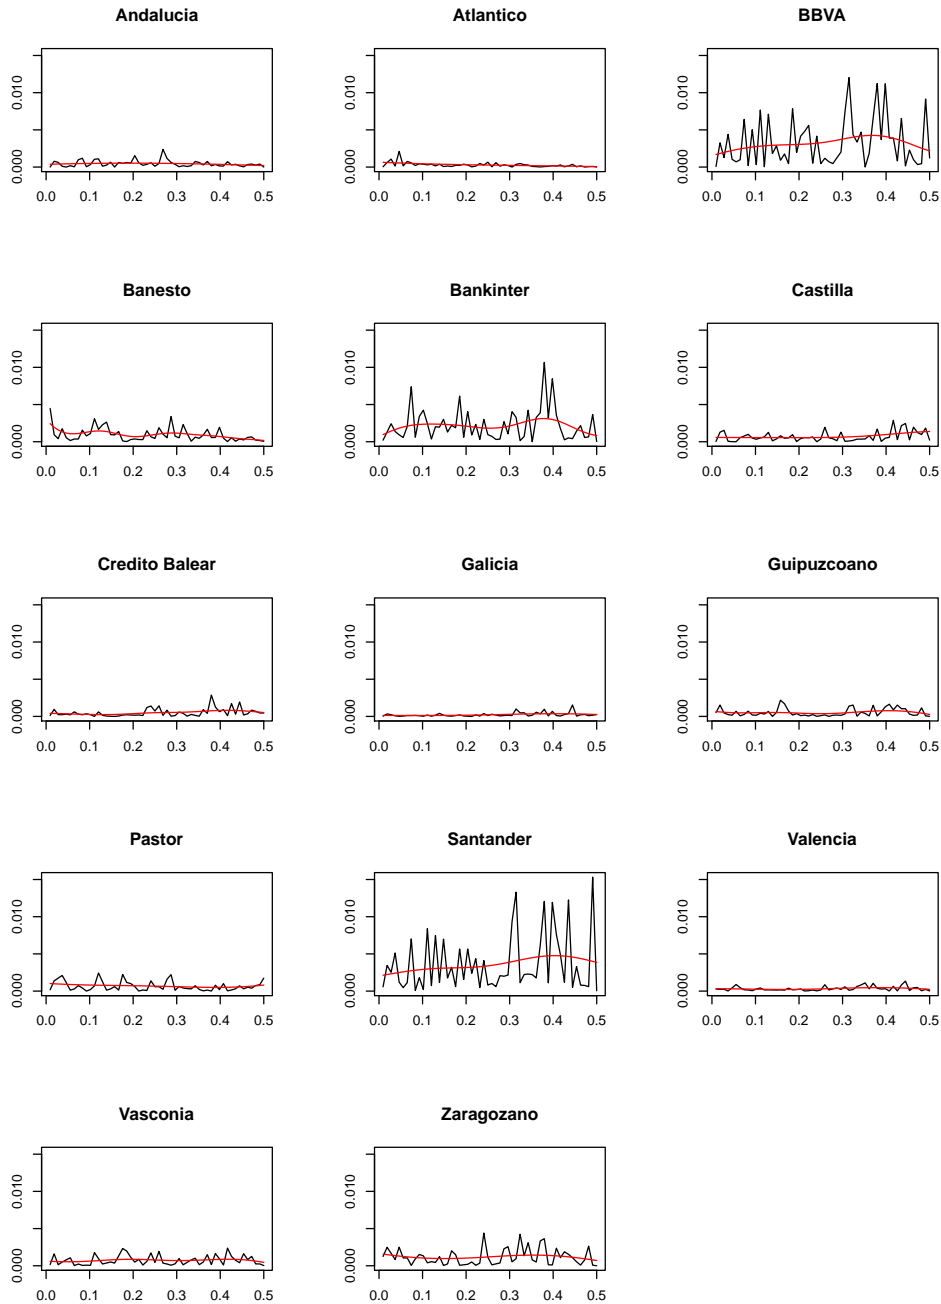 Andalucia Atlantico BBVA
0.010 0.010 0.010
0.000 0.000 0.000
0.0 0.1 0.2 0.3 0.4 0.5 0.0 0.1 0.2 0.3 0.4 0.5 0.0 0.1 0.2 0.3 0.4 0.5
Banesto Bankinter Castilla
0.010 0.010 0.010
0.000 0.000 0.000
0.0 0.1 0.2 0.3 0.4 0.5 0.0 0.1 0.2 0.3 0.4 0.5 0.0 0.1 0.2 0.3 0.4 0.5
Credito Balear Galicia Guipuzcoano
0.010 0.010 0.010
0.000 0.000 0.000
0.0 0.1 0.2 0.3 0.4 0.5 0.0 0.1 0.2 0.3 0.4 0.5 0.0 0.1 0.2 0.3 0.4 0.5
Pastor Santander Valencia
0.010 0.010 0.010
0.000 0.000 0.000
0.0 0.1 0.2 0.3 0.4 0.5 0.0 0.1 0.2 0.3 0.4 0.5 0.0 0.1 0.2 0.3 0.4 0.5
Vasconia Zaragozano
0.010 0.010
0.000 0.000
0.0 0.1 0.2 0.3 0.4 0.5 0.0 0.1 0.2 0.3 0.4 0.5